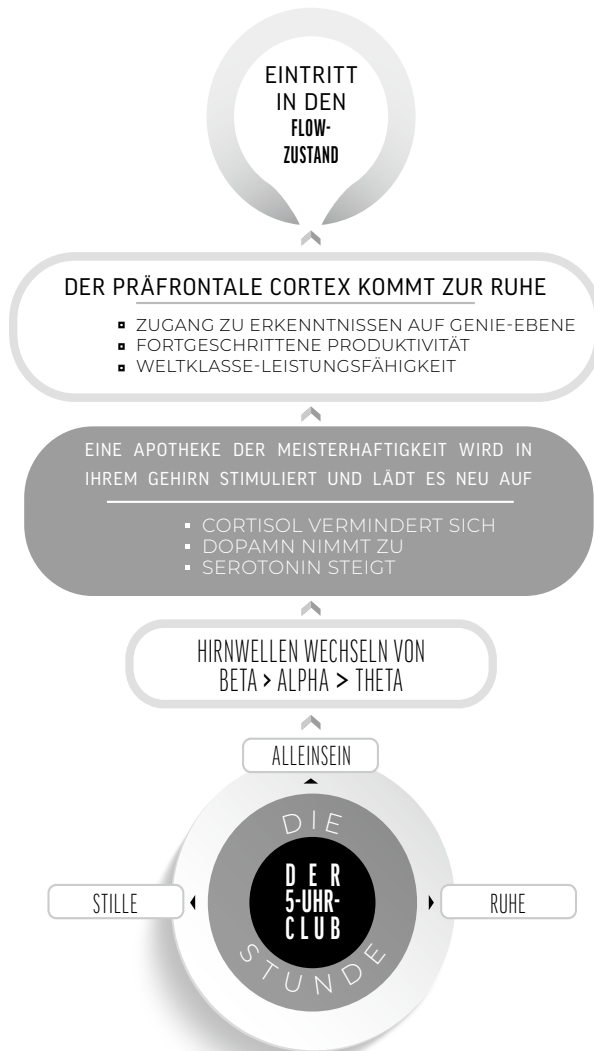 EINTRITT
IN DEN
FLOW-
ZUSTAND
DER PRÄFRONTALE CORTEX KOMMT ZUR RUHE
ZUGANG ZU ERKENNTNISSEN AUF GENIE-EBENE
FORTGESCHRITTENE PRODUKTIVITÄT
WELTKLASSE-LEISTUNGSFÄHIGKEIT
EINE APOTHEKE DER MEISTERHAFTIGKEIT WIRD IN
IHREM GEHIRN STIMULIERT UND LÄDT ES NEU AUF
CORTISOL VERMINDERT SICH
DOPAMN NIMMT ZU
SEROTONIN STEIGT
HIRNWELLEN WECHSELN VON
BETA > ALPHA > THETA
ALLEINSEIN
DIE
DER
5-UHR-
CLUB
STUNDE
STILLE
RUHE